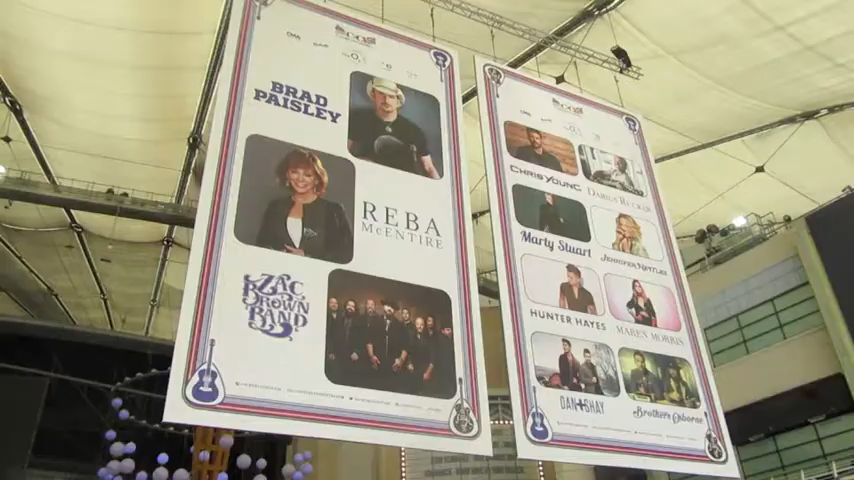 BRAD
PAISLEY
REBA
McENTIRE
ZAC
BROWN
BAND
CHRIS YOUNG
DARIUS RUCKER
Marty Stuart
JENNIFER NETTLES
HUNTER HAYES
MAREN MORRIS
DAN+SHAY
Brothers Osborne